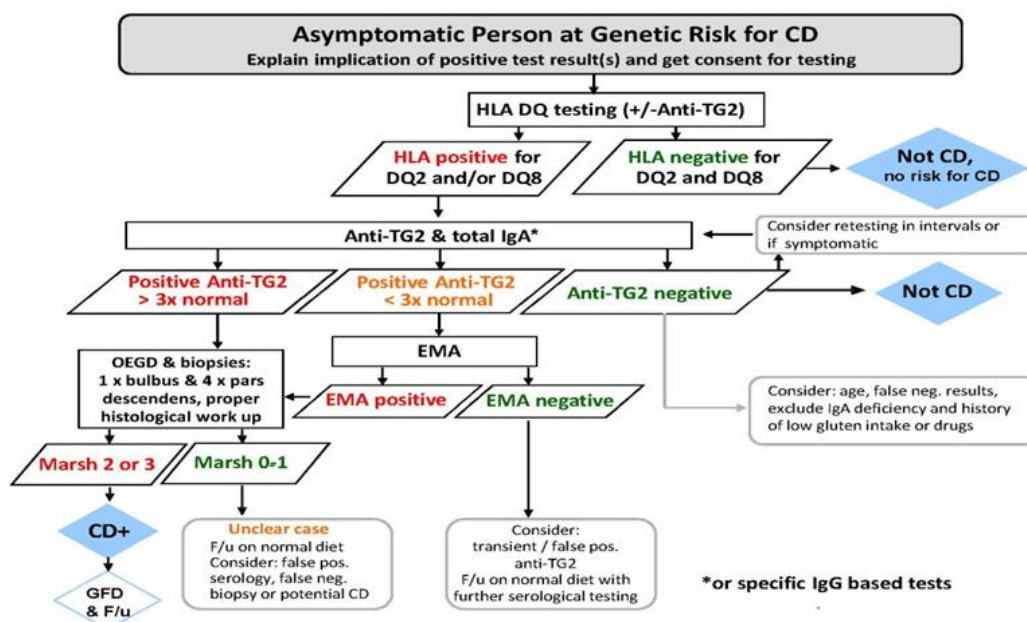 Asymptomatic Person at Genetic Risk for CD
Explain implication of positive test result(s) and get consent for testing
HLA DQ testing (+/-Anti-TG2)
HLA positive for
DQ2 and/or DQ8
HLA negative for
DQ2 and DQ8
Not CD,
no risk for CD
Anti-TG2 & total IgA*
Consider retesting in intervals or
if symptomatic
Positive Anti-TG2
> 3x normal
Positive Anti-TG2
< 3x normal
Anti-TG2 negative
Not CD
OEGD & biopsies:
1 x bulbus & 4 x pars
descendens, proper
histological work up
EMA
EMA positive
EMA negative
Consider: age, false neg. results,
exclude IgA deficiency and history
of low gluten intake or drugs
Marsh 2 or 3
Marsh 0-1
CD+
Unclear case
F/u on normal diet
Consider: false pos.
serology, false neg.
biopsy or potential CD
Consider:
transient / false pos.
anti-TG2
F/u on normal diet with
further serological testing
GFD
& F/u
*or specific IgG based tests